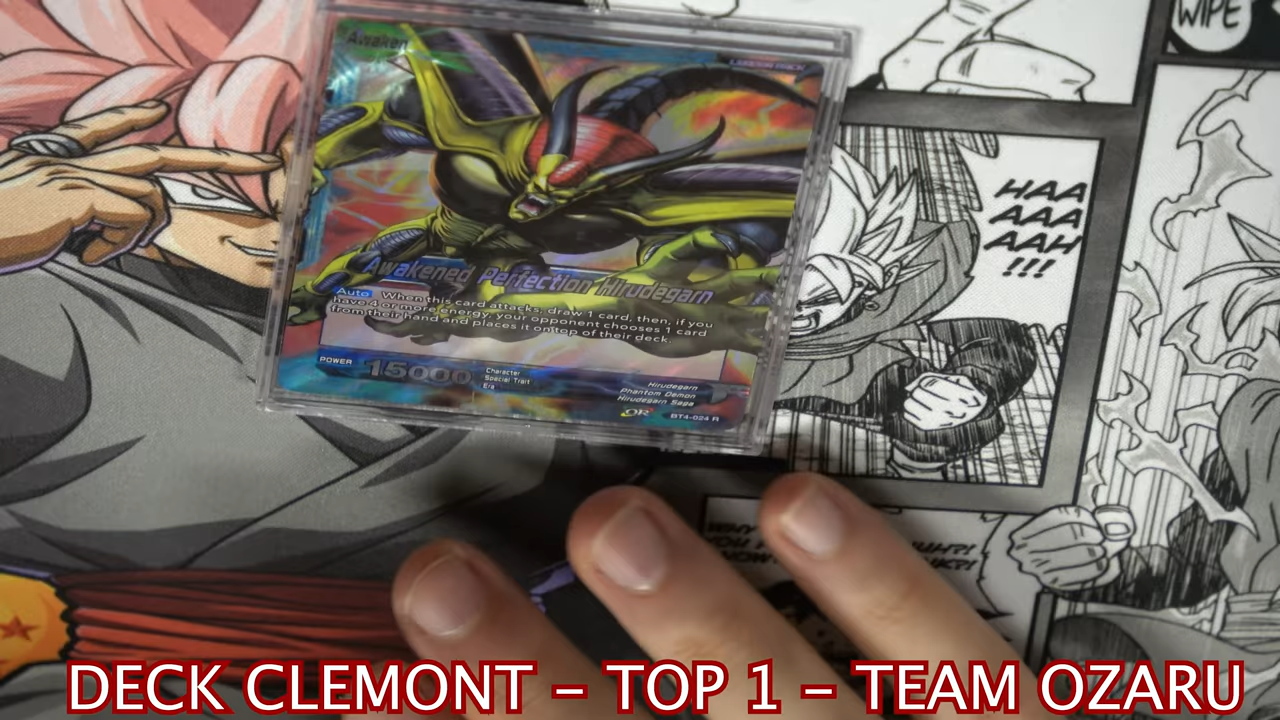 WIPE
Awaken
LEADER CARD
HAA
AAA
AAH
!!!
Awakened Perfection Hirudegarn
Auto When this card attacks, draw 1 card, then, if you
have 4 or more energy, your opponent chooses 1 card
from their hand and places it on top of their deck.
POWER 15000
Character Hirudegarn
Special Trait Phantom Demon
Era Hirudegarn Saga
BT4-024 R
DECK CLEMONT – TOP 1 – TEAM OZARU